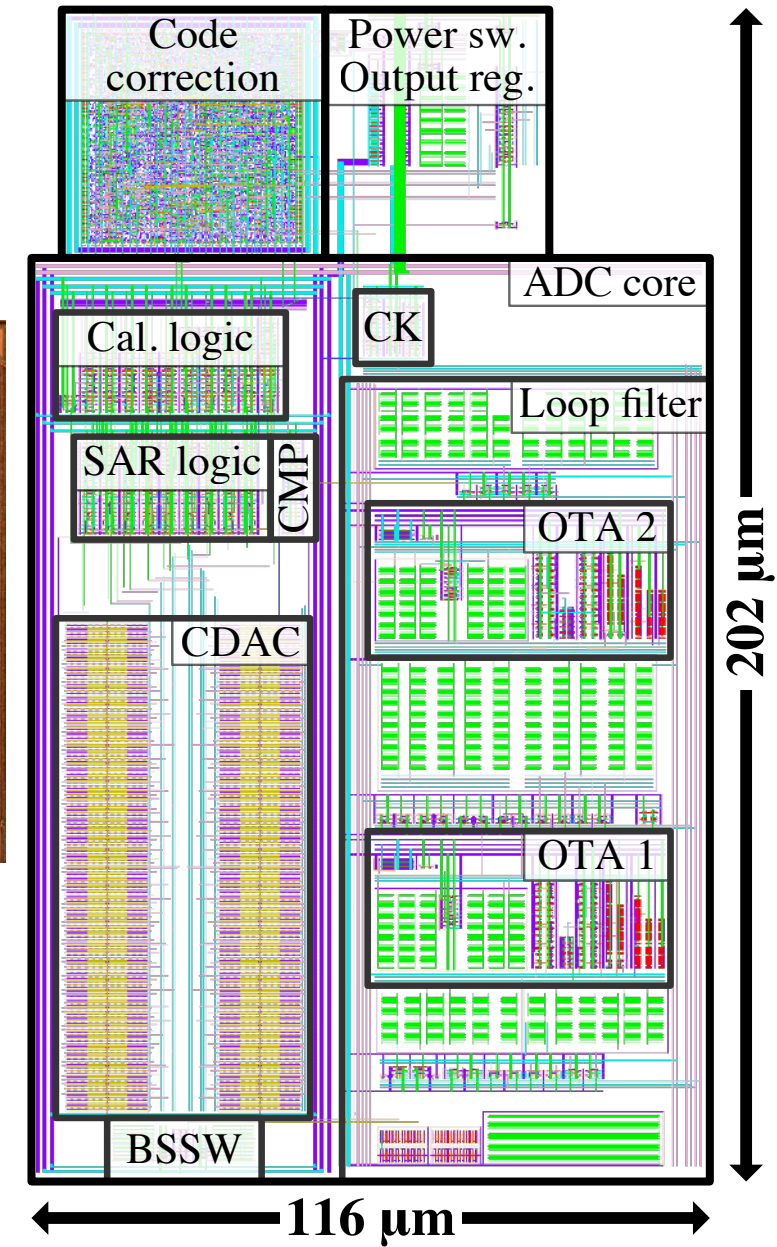 Code
correction
Power sw.
Output reg.
ADC core
CK
Cal. logic
Loop filter
SAR logic
CMP
OTA 2
CDAC
OTA 1
BSSW
202 μm
116 μm